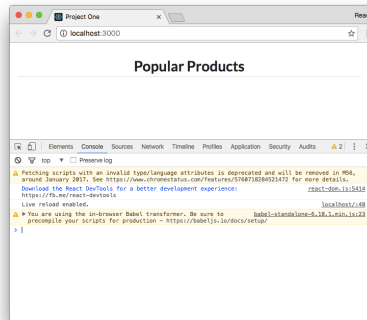 Project One
Reac
localhost:3000
Popular Products
Elements Console Sources Network Timeline Profiles Application Security Audits 2
top Preserve log
Fetching scripts with an invalid type/language attributes is deprecated and will be removed in M56,
around January 2017. See https://www.chromestatus.com/features/5760718284521472 for more details.
Download the React DevTools for a better development experience: react-dom.js:5414
https://fb.me/react-devtools
Live reload enabled. localhost/:48
You are using the in-browser Babel transformer. Be sure to babel-standalone-6.18.1.min.js:23
precompile your scripts for production - https://babeljs.io/docs/setup/